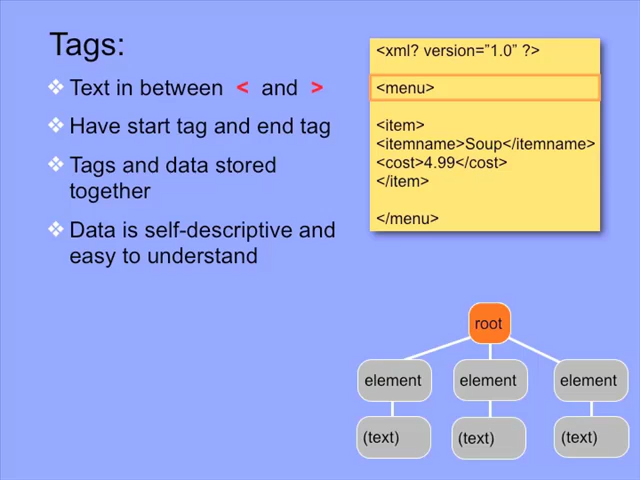 Tags:
❖ Text in between < and >
❖ Have start tag and end tag
❖ Tags and data stored
together
❖ Data is self-descriptive and
easy to understand
<xml? version="1.0" ?>
<menu>
<item>
<itemname>Soup</itemname>
<cost>4.99</cost>
</item>
</menu>
root
element element element
(text) (text) (text)